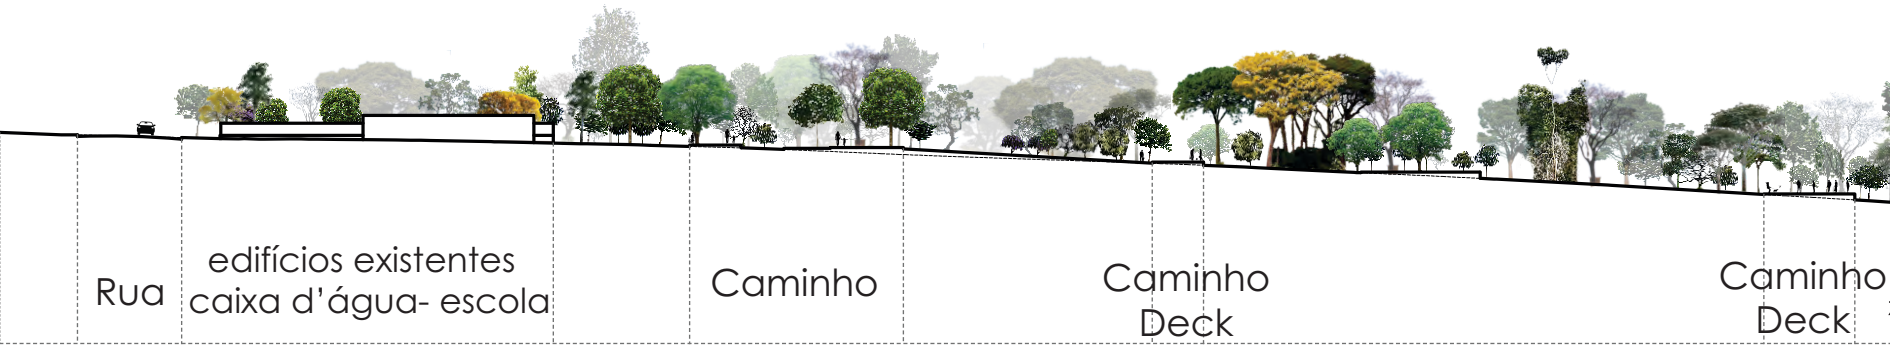 Rua
edifícios existentes
caixa d'água- escola
Caminho
Caminho
Deck
Caminho
Deck